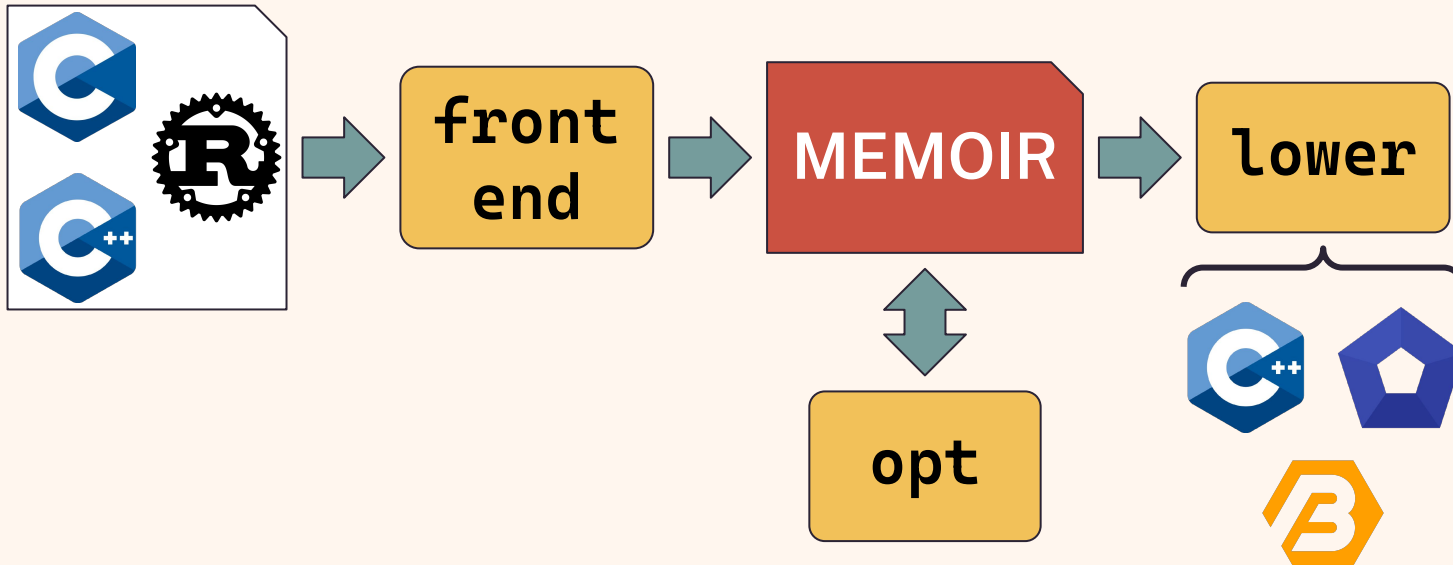 C
R
C++
front
end
MEMOIR
lower
opt
C++
B